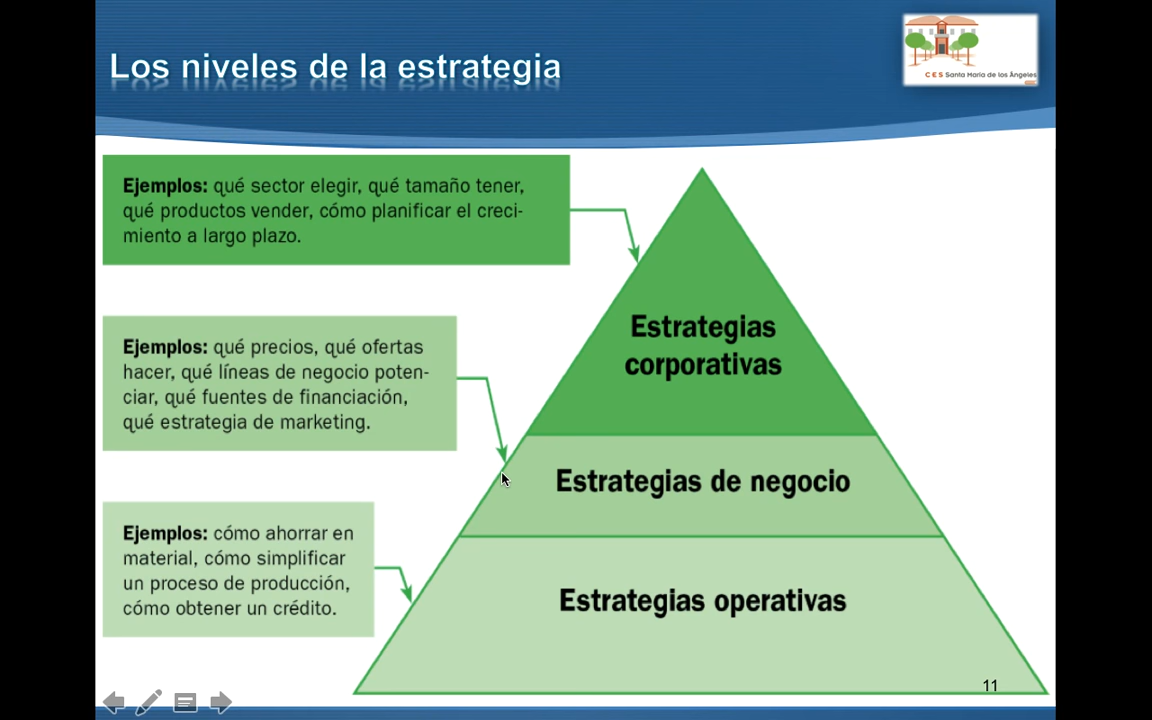 Los niveles de la estrategia
C E S Santa María de los Ángeles
Ejemplos: qué sector elegir, qué tamaño tener,
qué productos vender, cómo planificar el creci-
miento a largo plazo.
Estrategias
corporativas
Ejemplos: qué precios, qué ofertas
hacer, qué líneas de negocio poten-
ciar, qué fuentes de financiación,
qué estrategia de marketing.
Estrategias de negocio
Ejemplos: cómo ahorrar en
material, cómo simplificar
un proceso de producción,
cómo obtener un crédito.
Estrategias operativas
11